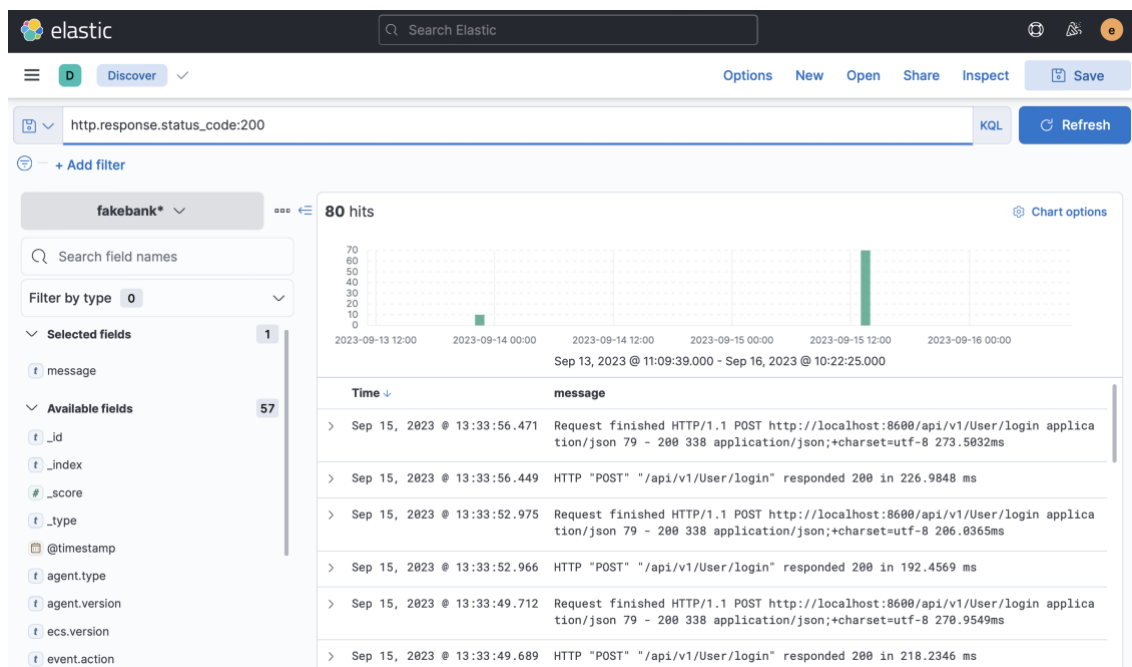 elastic
Search Elastic
e
D
Discover
Options
New
Open
Share
Inspect
Save
http.response.status_code:200
KQL
Refresh
+ Add filter
fakebank*
80 hits
Chart options
Search field names
Filter by type 0
Selected fields 1
t message
Available fields 57
t _id
t _index
# _score
t _type
@timestamp
t agent.type
t agent.version
t ecs.version
t event.action
70
60
50
40
30
20
10
0
2023-09-13 12:00
2023-09-14 00:00
2023-09-14 12:00
2023-09-15 00:00
2023-09-15 12:00
2023-09-16 00:00
Sep 13, 2023 @ 11:09:39.000 - Sep 16, 2023 @ 10:22:25.000
Time message
Sep 15, 2023 @ 13:33:56.471 Request finished HTTP/1.1 POST http://localhost:8600/api/v1/User/login applica
tion/json 79 - 200 338 application/json;+charset=utf-8 273.5032ms
Sep 15, 2023 @ 13:33:56.449 HTTP "POST" "/api/v1/User/login" responded 200 in 226.9848 ms
Sep 15, 2023 @ 13:33:52.975 Request finished HTTP/1.1 POST http://localhost:8600/api/v1/User/login applica
tion/json 79 - 200 338 application/json;+charset=utf-8 206.0365ms
Sep 15, 2023 @ 13:33:52.966 HTTP "POST" "/api/v1/User/login" responded 200 in 192.4569 ms
Sep 15, 2023 @ 13:33:49.712 Request finished HTTP/1.1 POST http://localhost:8600/api/v1/User/login applica
tion/json 79 - 200 338 application/json;+charset=utf-8 270.9549ms
Sep 15, 2023 @ 13:33:49.689 HTTP "POST" "/api/v1/User/login" responded 200 in 218.2346 ms